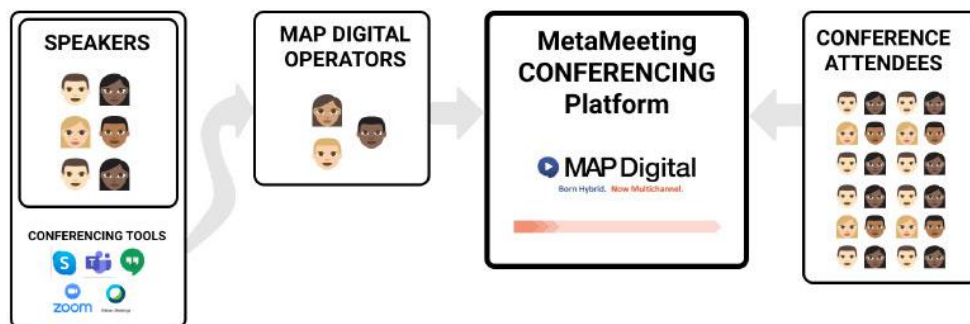 SPEAKERS
CONFERENCING TOOLS
S
T
zoom
MAP DIGITAL
OPERATORS
MetaMeeting
CONFERENCING
Platform
MAP Digital
Born Hybrid. Now Multichannel.
CONFERENCE
ATTENDEES